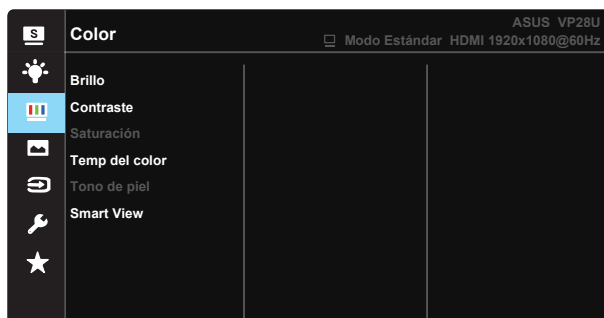 S
Color
ASUS VP28U
Modo Estándar HDMI 1920x1080@60Hz
Brillo
Contraste
Saturación
Temp del color
Tono de piel
Smart View